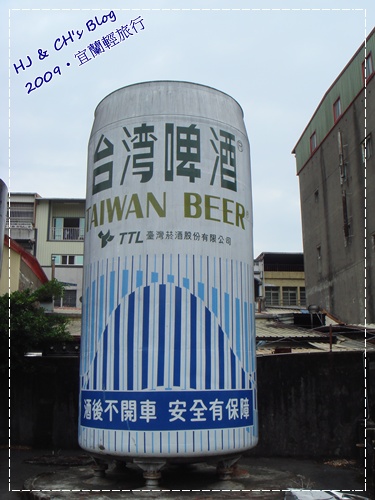 HJ & CH's Blog
2009·宜蘭輕旅行
台湾啤酒®
TAIWAN BEER®
TTL 臺灣菸酒股份有限公司
酒後不開車 安全有保障